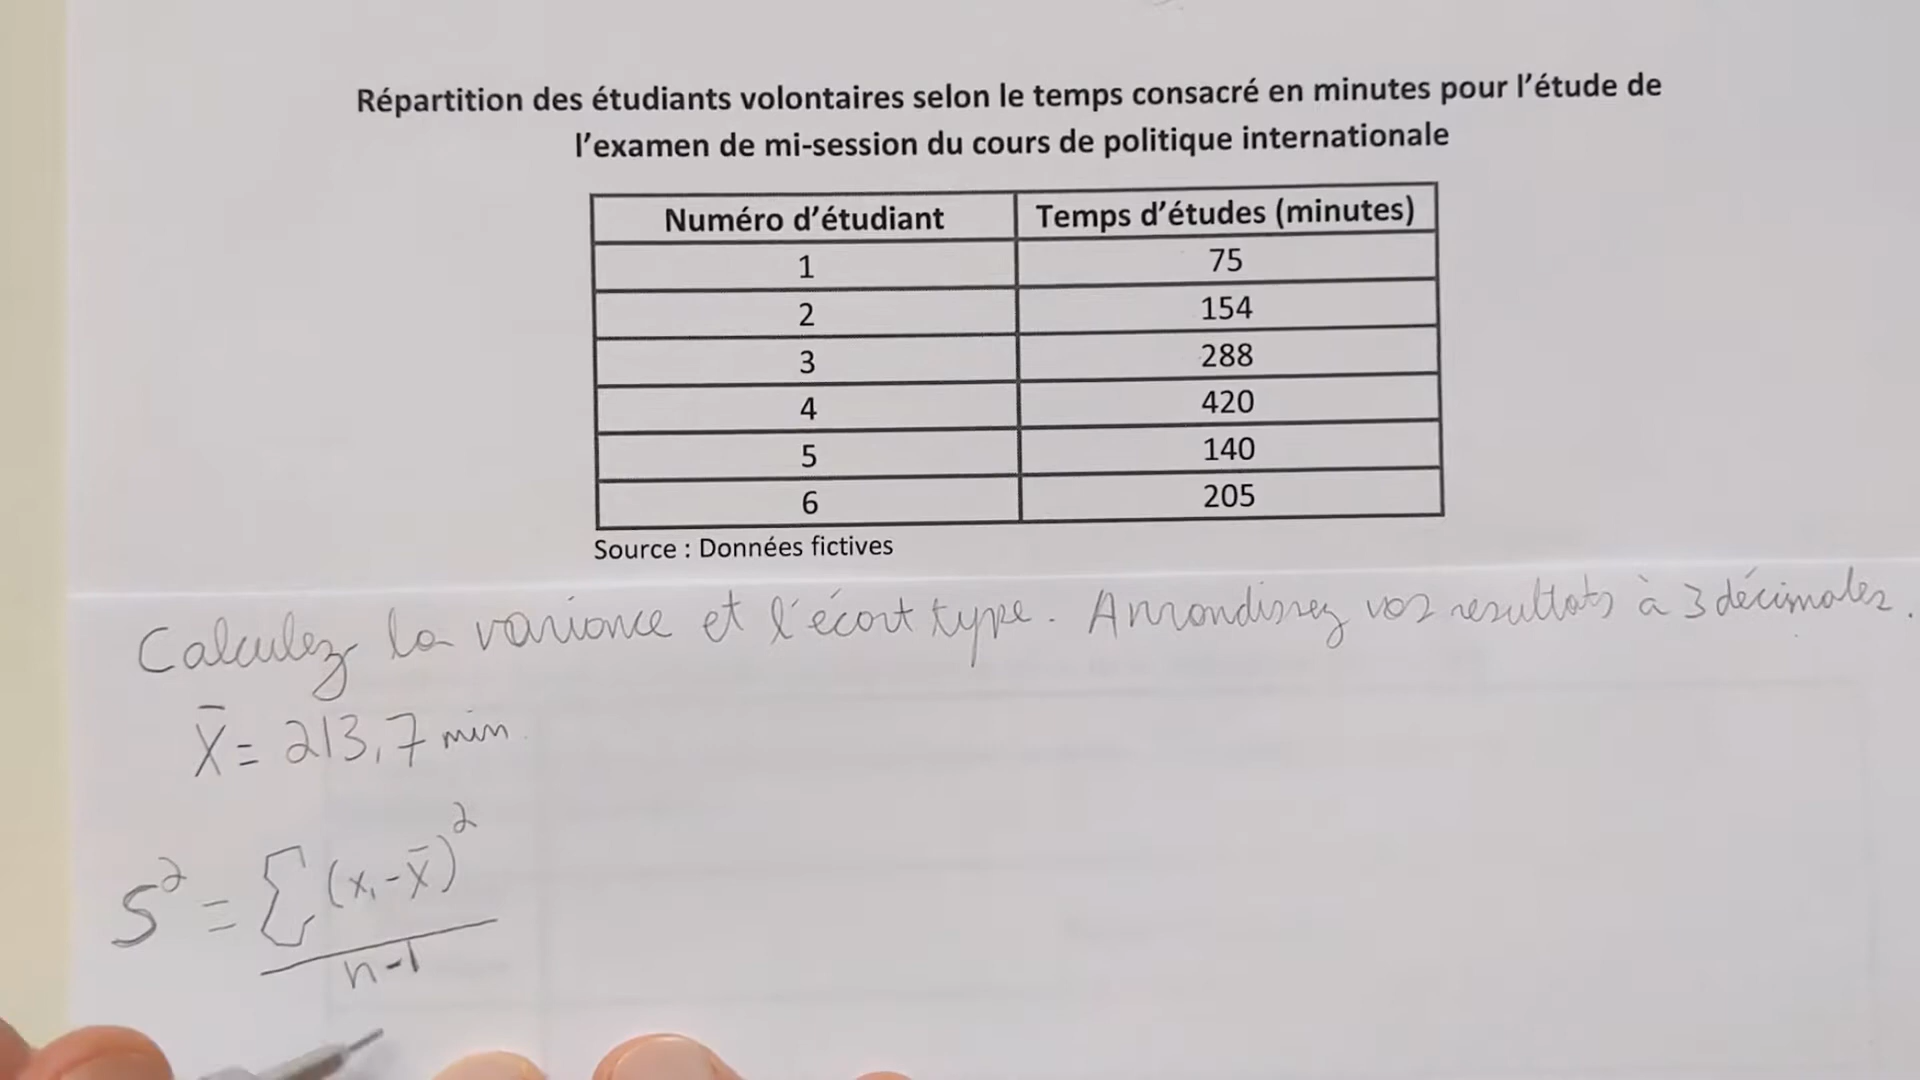 Répartition des étudiants volontaires selon le temps consacré en minutes pour l'étude de
l'examen de mi-session du cours de politique internationale
Numéro d'étudiant Temps d'études (minutes)
1 75
2 154
3 288
4 420
5 140
6 205
Source : Données fictives
Calculez la variance et l'écart type. Arrondissez vos resultats à 3 décimales.
X̄ = 213,7 min
S² = Σ(xᵢ-x̄)²
n-1